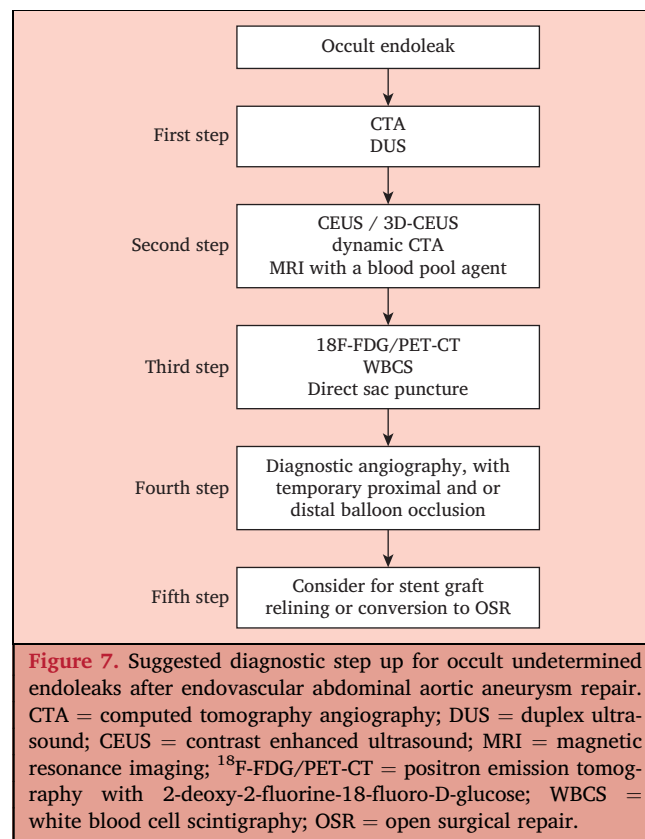 Occult endoleak
First step
CTA
DUS
Second step
CEUS / 3D-CEUS
dynamic CTA
MRI with a blood pool agent
Third step
18F-FDG/PET-CT
WBCS
Direct sac puncture
Fourth step
Diagnostic angiography, with
temporary proximal and or
distal balloon occlusion
Fifth step
Consider for stent graft
relining or conversion to OSR
Figure 7. Suggested diagnostic step up for occult undetermined
endoleaks after endovascular abdominal aortic aneurysm repair.
CTA = computed tomography angiography; DUS = duplex ultra-
sound; CEUS = contrast enhanced ultrasound; MRI = magnetic
resonance imaging; ¹⁸F-FDG/PET-CT = positron emission tomog-
raphy with 2-deoxy-2-fluorine-18-fluoro-D-glucose; WBCS =
white blood cell scintigraphy; OSR = open surgical repair.